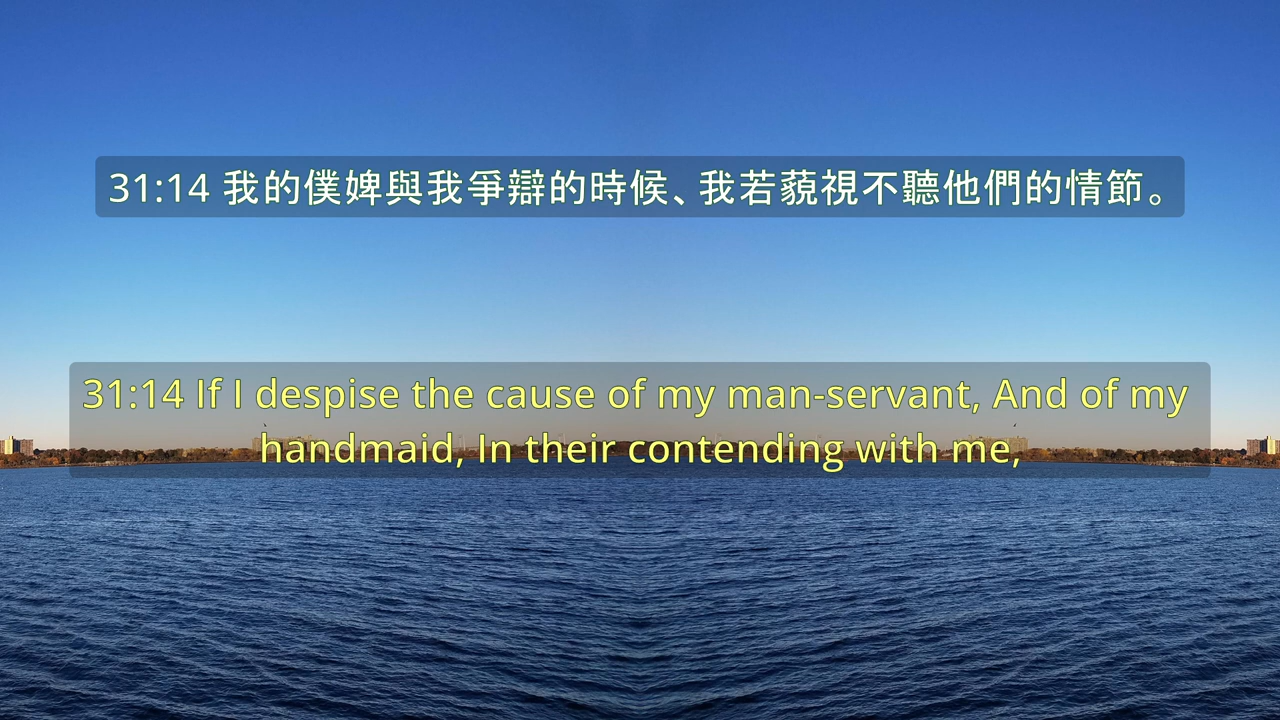 31:14 我的僕婢與我爭辯的時候、我若藐視不聽他們的情節。
31:14 If I despise the cause of my man-servant, And of my
handmaid, In their contending with me,